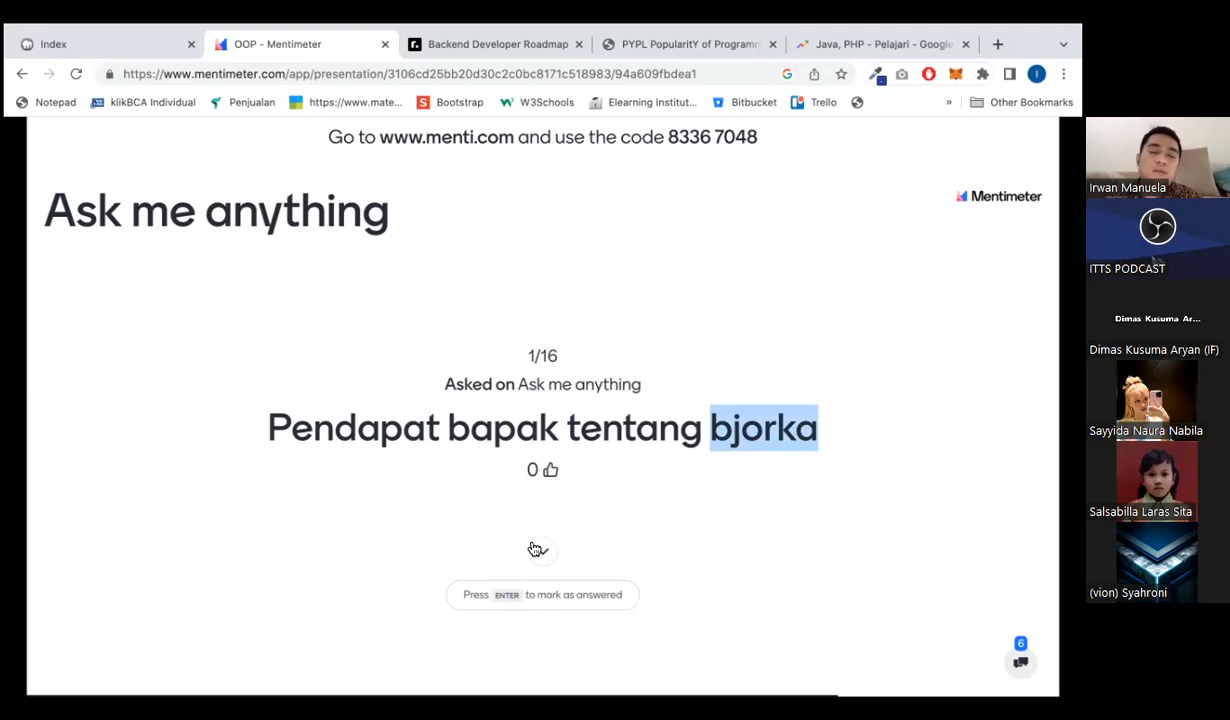 Index
OOP - Mentimeter
Backend Developer Roadmap
PYPL PopularitY of Programm
Java, PHP - Pelajari - Google
https://www.mentimeter.com/app/presentation/3106cd25bb20d30c2c0bc8171c518983/94a609fbdea1
Notepad
klikBCA Individual
Penjualan
https://www.mate...
Bootstrap
W3Schools
Elearning Institut...
Bitbucket
Trello
»
Other Bookmarks
Go to www.menti.com and use the code 8336 7048
Ask me anything
Mentimeter
1/16
Asked on Ask me anything
Pendapat bapak tentang bjorka
0
Press ENTER to mark as answered
6
Irwan Manuela
ITTS PODCAST
Dimas Kusuma Ar...
Dimas Kusuma Aryan (IF)
Sayyida Naura Nabila
Salsabilla Laras Sita
(vion) Syahroni